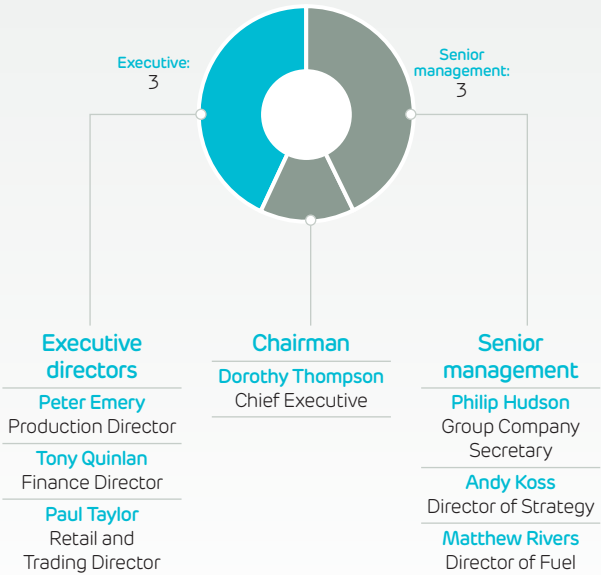 Executive:
3
Senior
management:
3
Executive
directors
Peter Emery
Production Director
Tony Quinlan
Finance Director
Paul Taylor
Retail and
Trading Director
Chairman
Dorothy Thompson
Chief Executive
Senior
management
Philip Hudson
Group Company
Secretary
Andy Koss
Director of Strategy
Matthew Rivers
Director of Fuel